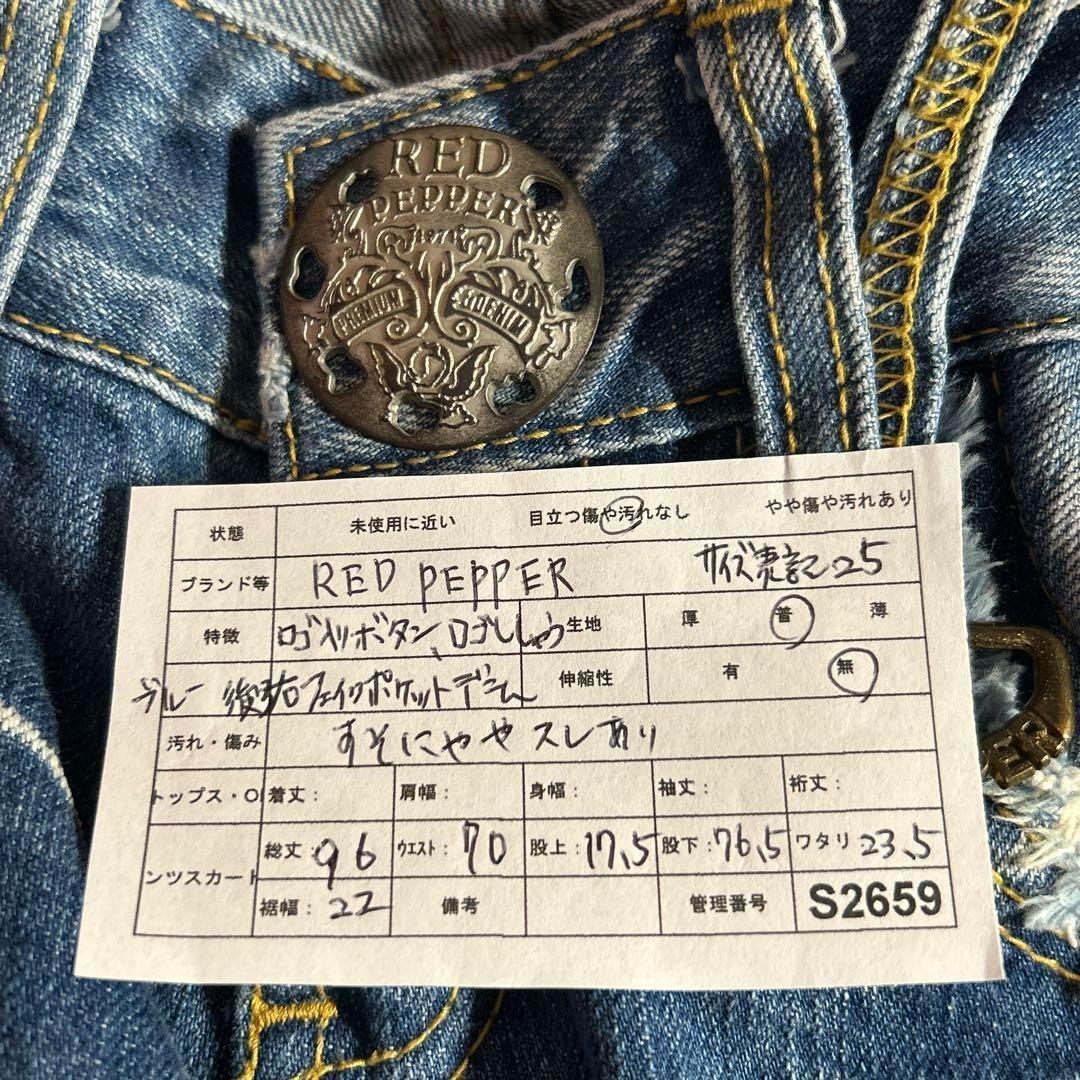 RED
PEPPER
1974
PREMIUM DENIM
状態 未使用に近い 目立つ傷や汚れなし やや傷や汚れあり
ブランド等 RED PEPPER サイズ表記25
特徴 ロゴ入りボタン、ロゴししゅう 生地 厚 普 薄
ブルー 後ろ右フェイクポケットデニム 伸縮性 有 無
汚れ・傷み すそにやや スレあり
トップス・O 着丈: 肩幅: 身幅: 袖丈: 裄丈:
ンツスカート 総丈:96 ウエスト:70 股上:17.5 股下:76.5 ワタリ23.5
裾幅:22 備考 管理番号 S2659
ER